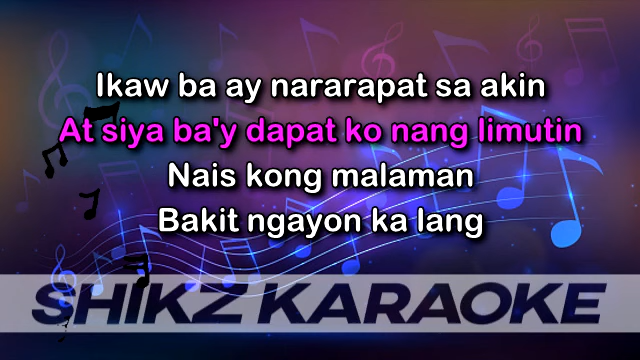 Ikaw ba ay nararapat sa akin
At siya ba'y dapat ko nang limutin
Nais kong malaman
Bakit ngayon ka lang
SHIKZ KARAOKE